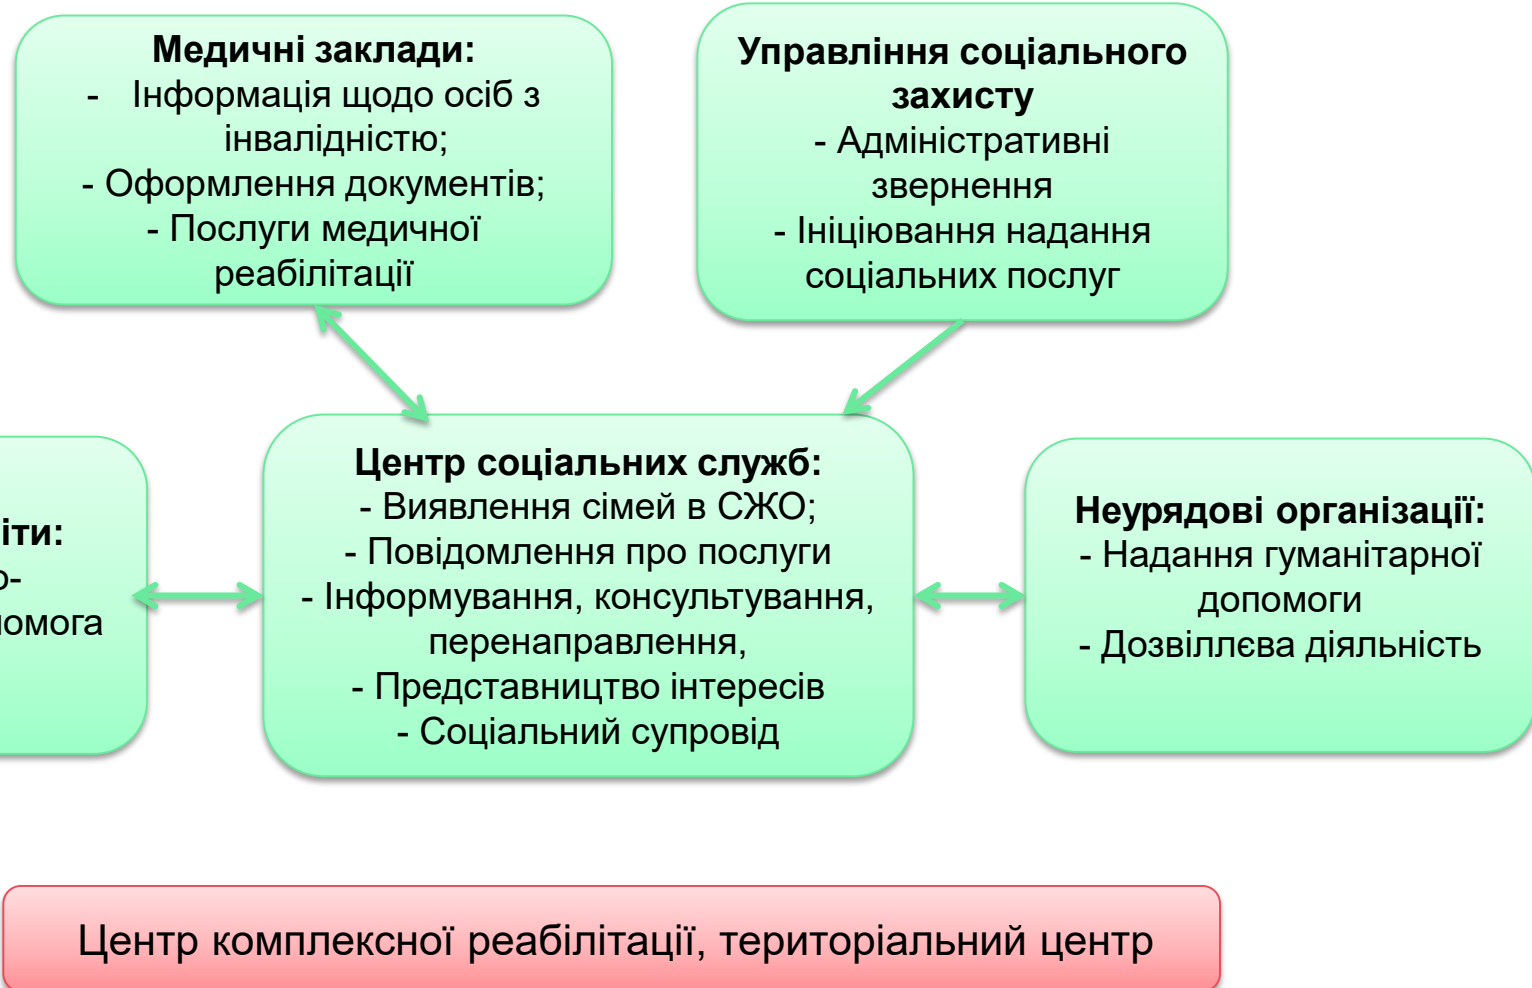 Медичні заклади:
- Інформація щодо осіб з
інвалідністю;
- Оформлення документів;
- Послуги медичної
реабілітації
Управління соціального
захисту
- Адміністративні
звернення
- Ініціювання надання
соціальних послуг
іти:
о-
омога
Центр соціальних служб:
- Виявлення сімей в СЖО;
- Повідомлення про послуги
- Інформування, консультування,
перенаправлення,
- Представництво інтересів
- Соціальний супровід
Неурядові організації:
- Надання гуманітарної
допомоги
- Дозвіллєва діяльність
Центр комплексної реабілітації, територіальний центр